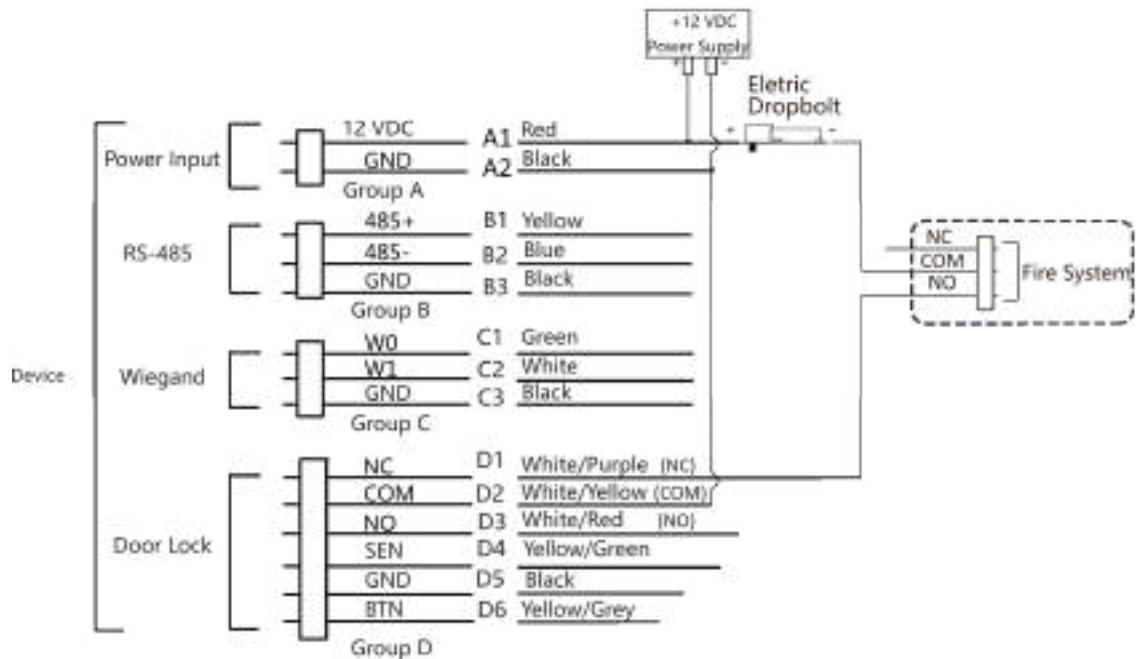 +12 VDC
Power Supply
+ -
Eletric
Dropbolt
+ -
Device
Power Input
12 VDC A1 Red
GND A2 Black
Group A
RS-485
485+ B1 Yellow
485- B2 Blue
GND B3 Black
Group B
NC
COM
NO
Fire System
Wiegand
W0 C1 Green
W1 C2 White
GND C3 Black
Group C
Door Lock
NC D1 White/Purple (NC)
COM D2 White/Yellow (COM)
NO D3 White/Red (NO)
SEN D4 Yellow/Green
GND D5 Black
BTN D6 Yellow/Grey
Group D